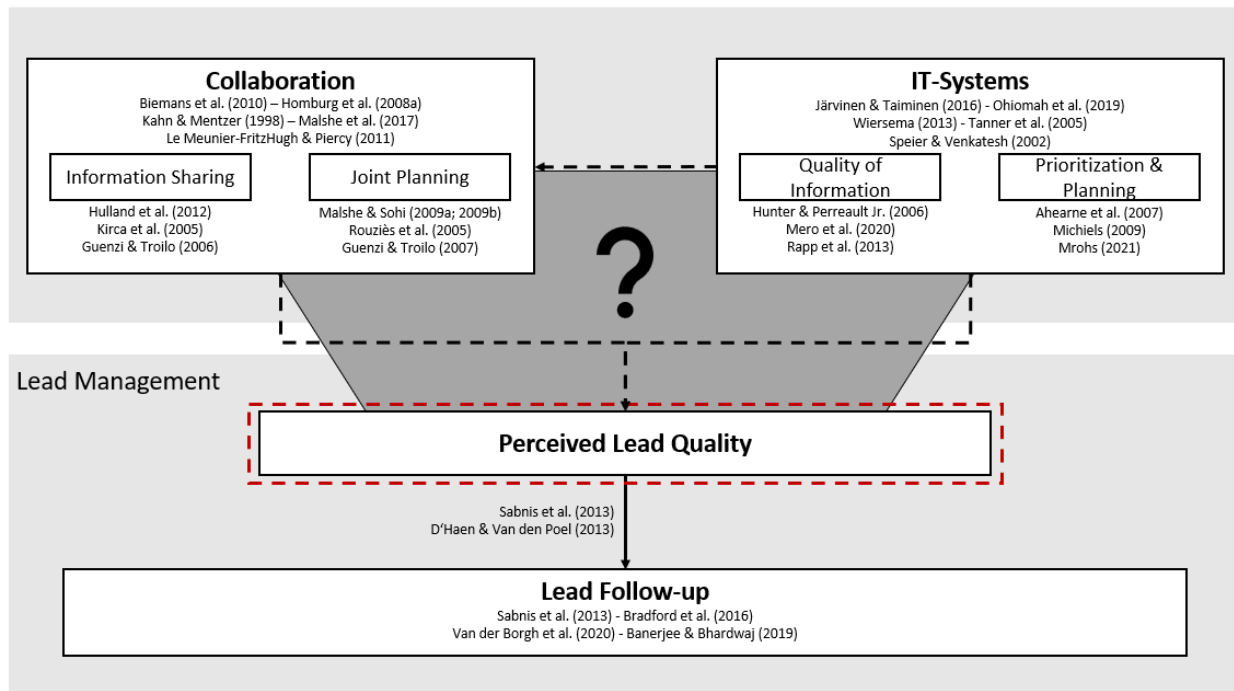 Collaboration
Biemans et al. (2010) – Homburg et al. (2008a)
Kahn & Mentzer (1998) – Malshe et al. (2017
Le Meunier-FritzHugh & Piercy (2011)
Information Sharing
Hulland et al. (2012)
Kirca et al. (2005)
Guenzi & Troilo (2006)
Joint Planning
Malshe & Sohi (2009a; 2009b)
Rouziès et al. (2005)
Guenzi & Troilo (2007)
IT-Systems
Järvinen & Taiminen (2016) - Ohiomah et al. (2019)
Wiersema (2013) - Tanner et al. (2005)
Speier & Venkatesh (2002)
Quality of
Information
Hunter & Perreault Jr. (2006)
Mero et al. (2020)
Rapp et al. (2013)
Prioritization &
Planning
Ahearne et al. (2007)
Michiels (2009)
Mrohs (2021)
?
Lead Management
Perceived Lead Quality
Sabnis et al. (2013)
D‘Haen & Van den Poel (2013)
Lead Follow-up
Sabnis et al. (2013) - Bradford et al. (2016)
Van der Borgh et al. (2020) - Banerjee & Bhardwaj (2019)